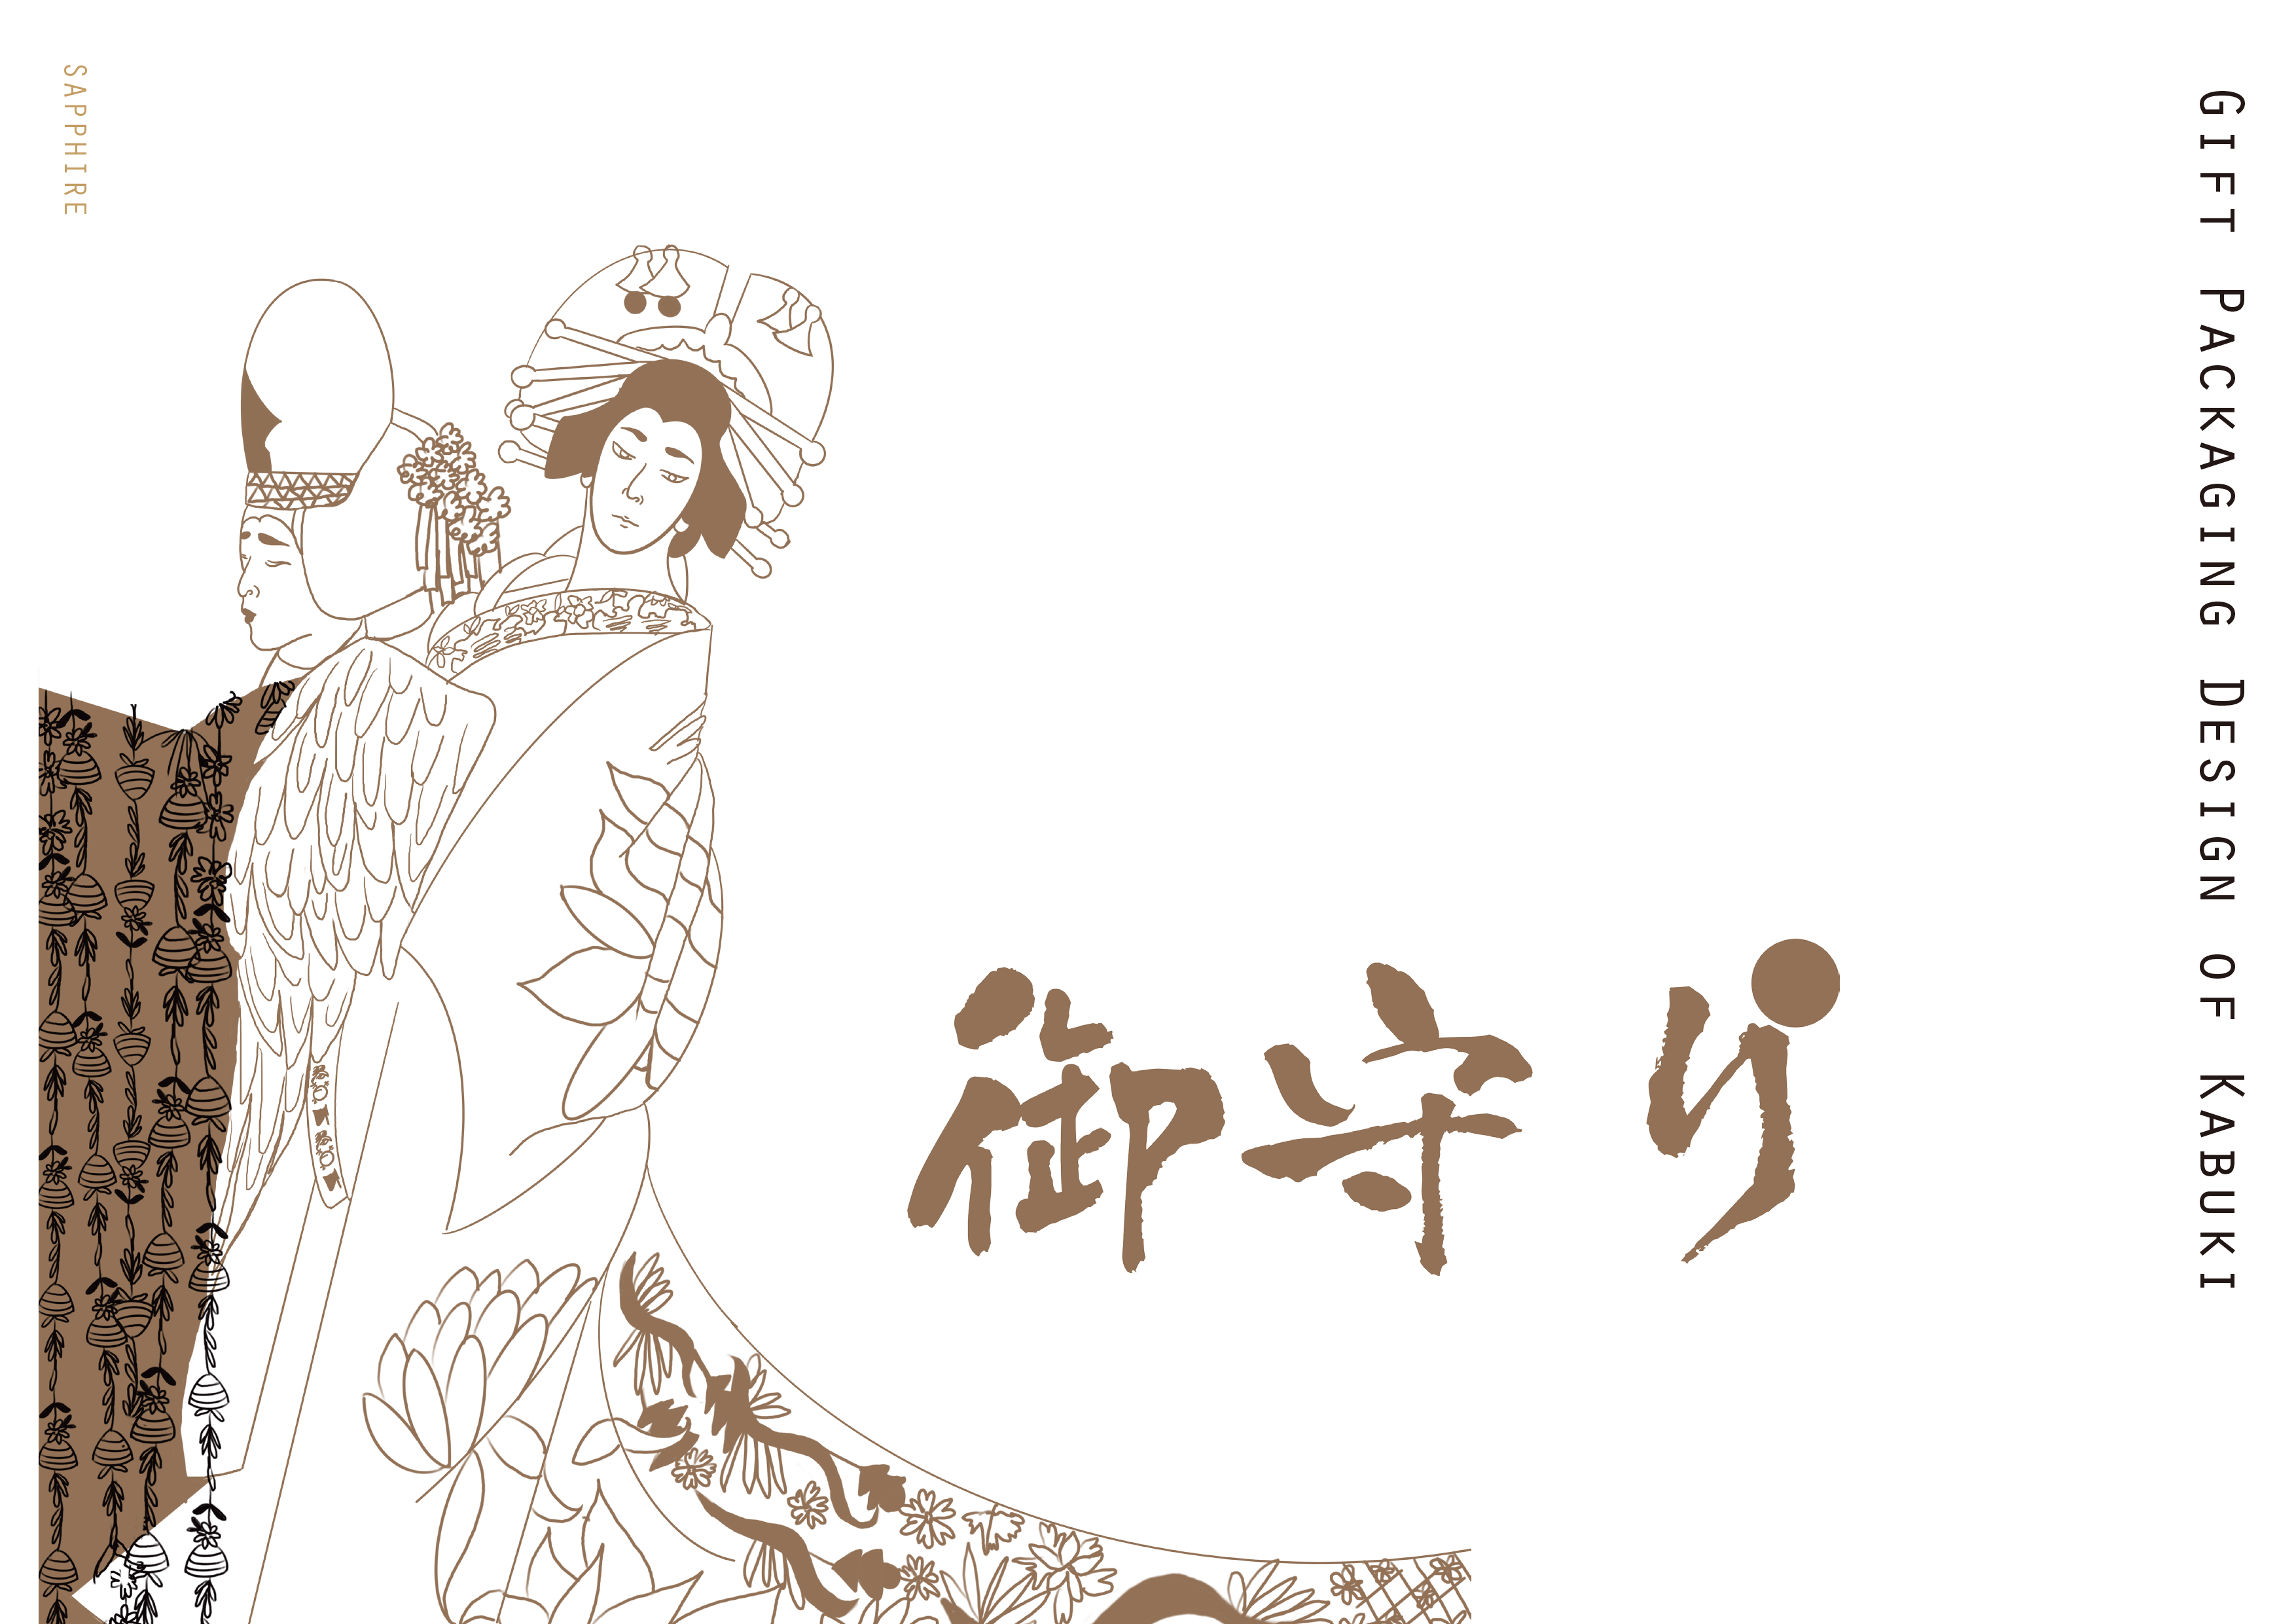 SAPPHIRE
御守り
GIFT PACKAGING DESIGN OF KABUKI